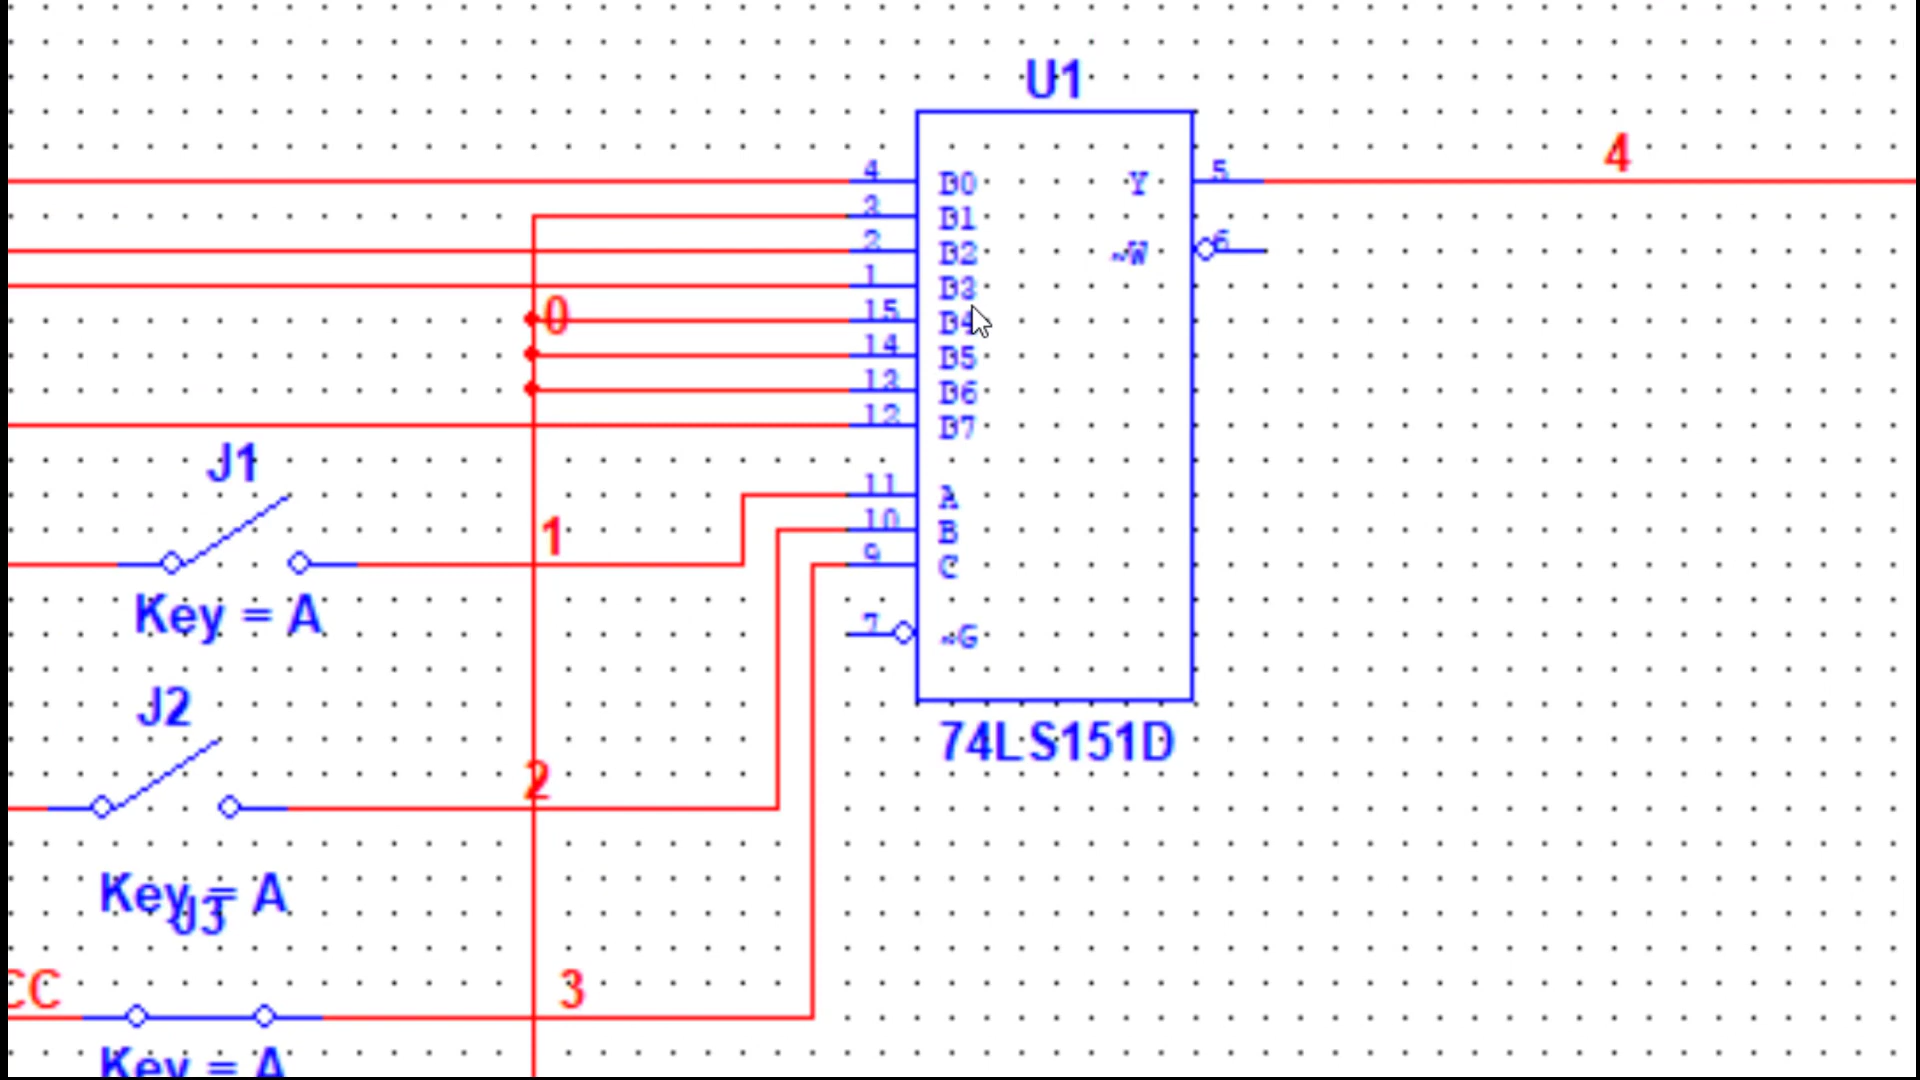 U1
4
4 D0 Y 5
3 D1
2 D2 ~W 6
1 D3
0
15 D4
14 D5
13 D6
12 D7
J1
11 A
1
10 B
9 C
Key = A
7 ~G
J2
74LS151D
2
Key = A
J3
CC
3
Key = A